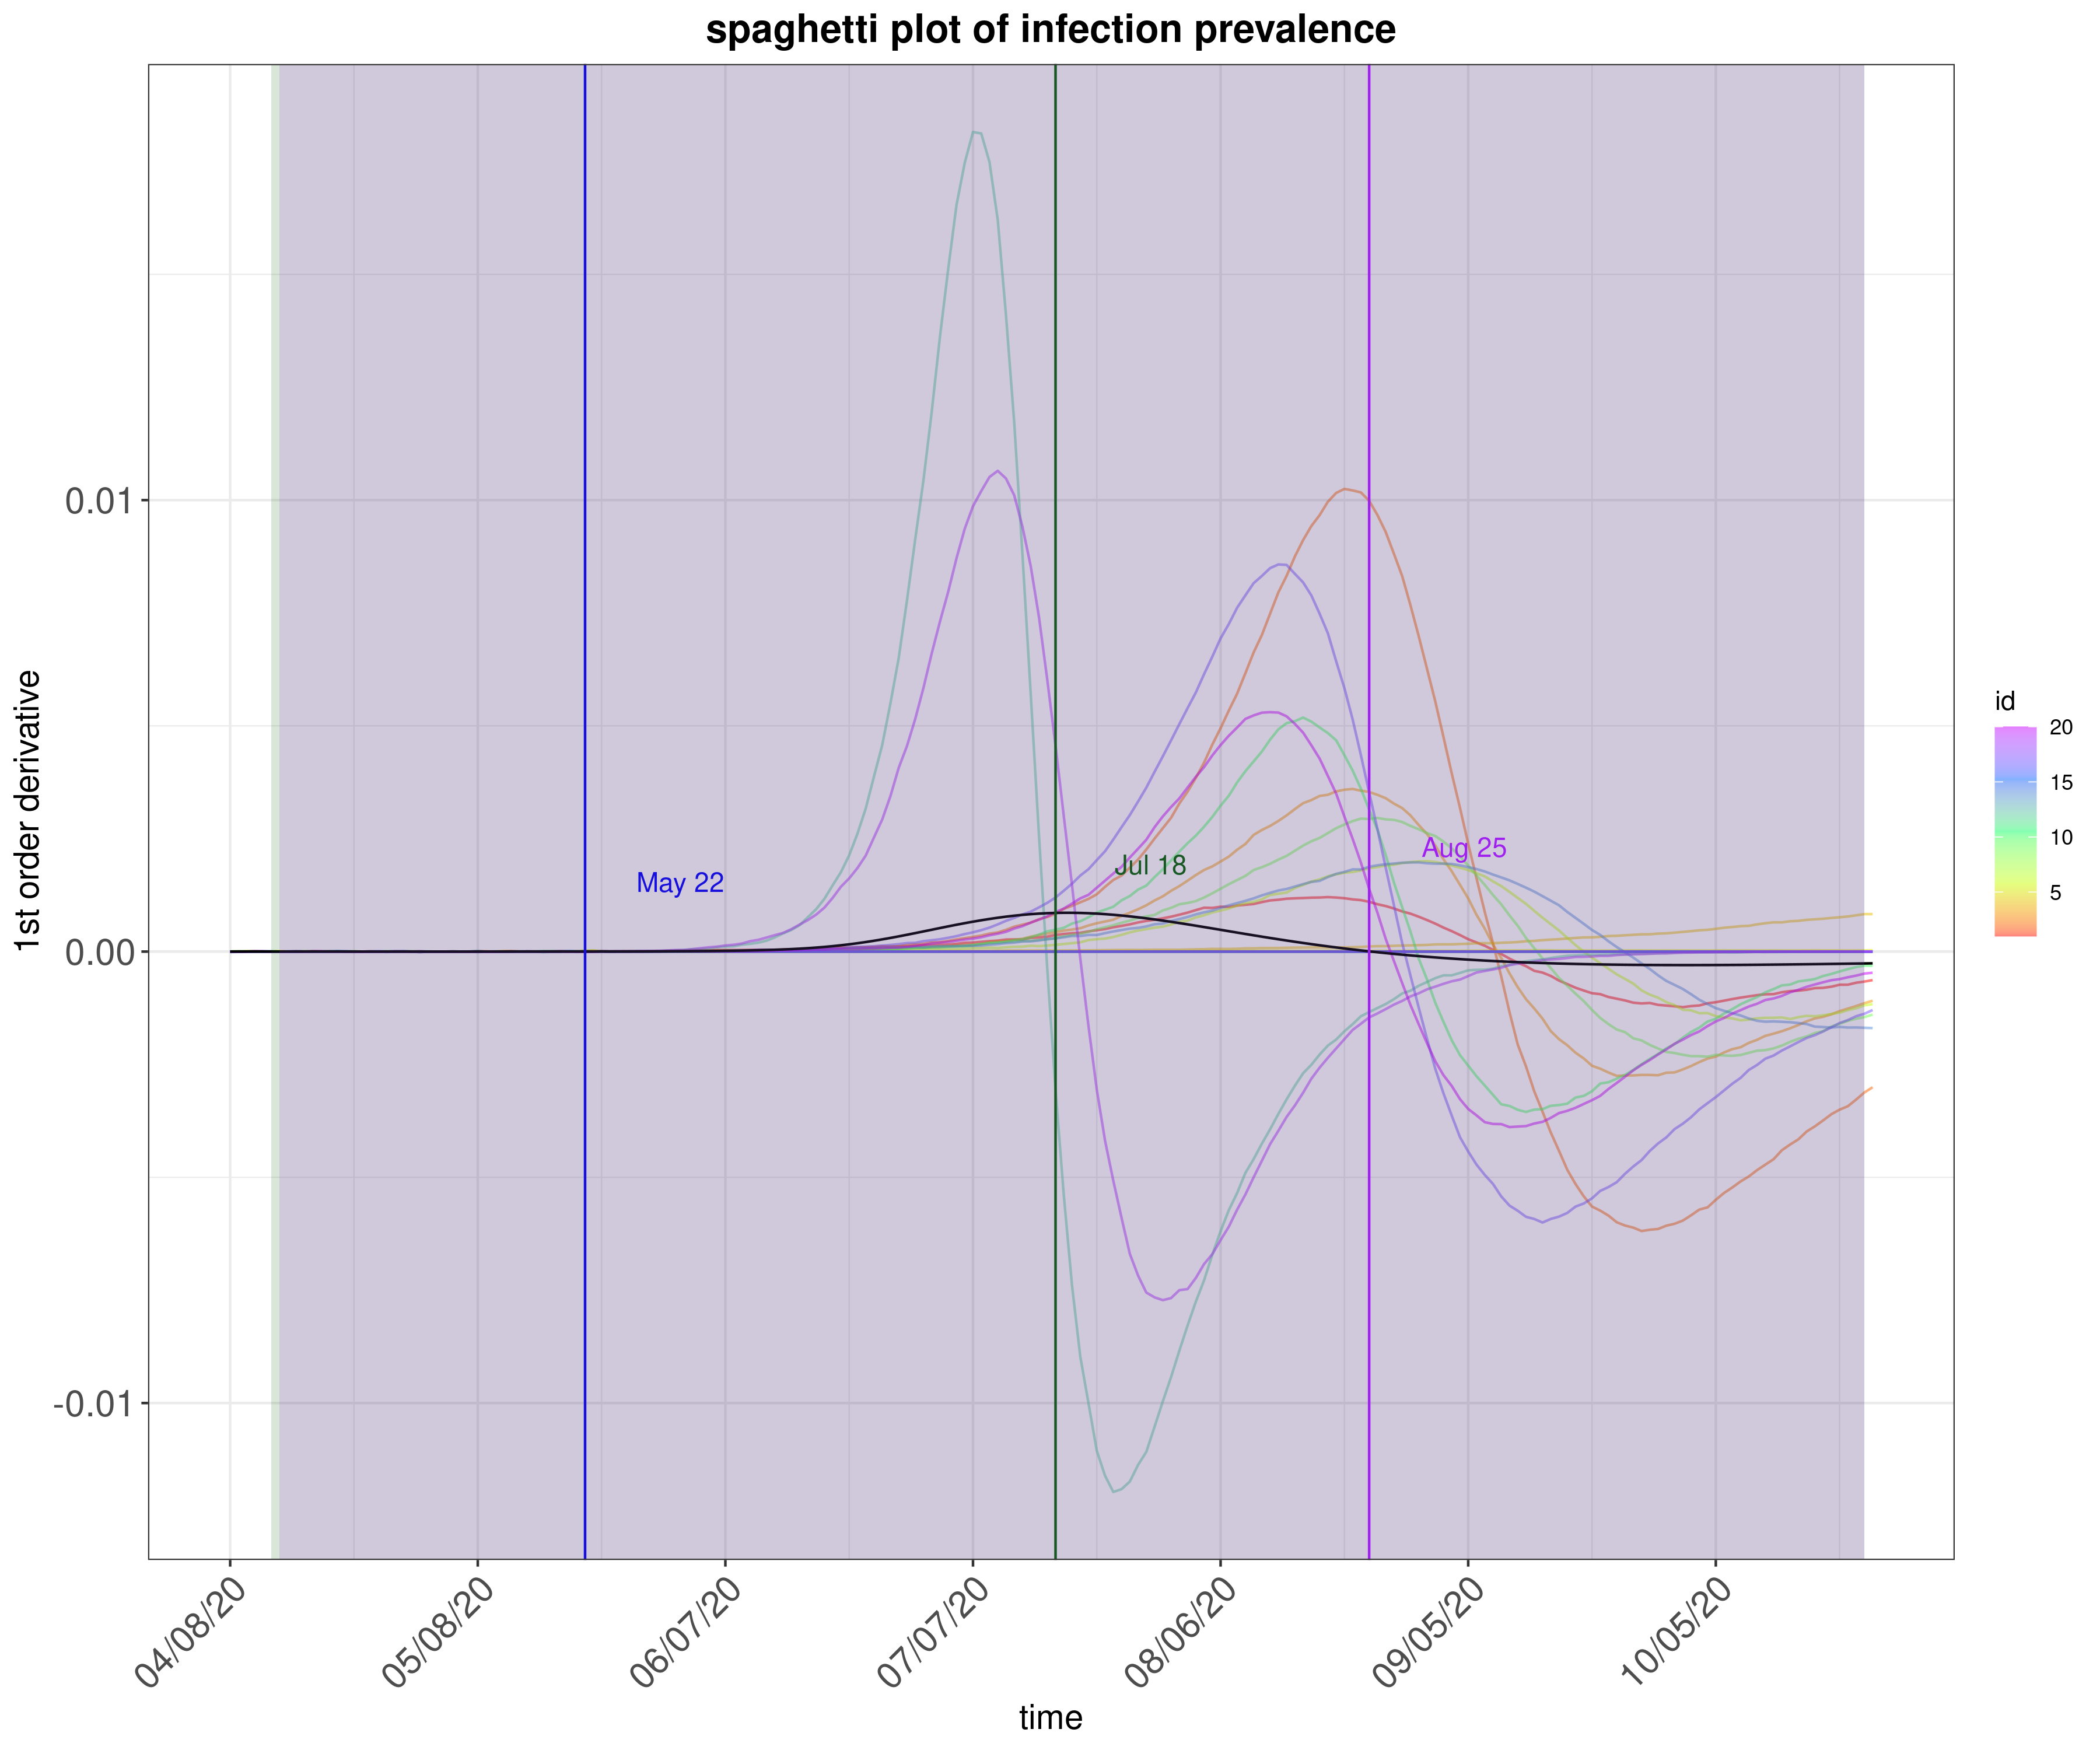 spaghetti plot of infection prevalence
1st order derivative
0.01
0.00
-0.01
May 22
Jul 18
Aug 25
id
20
15
10
5
04/08/20
05/08/20
06/07/20
07/07/20
08/06/20
09/05/20
10/05/20
time